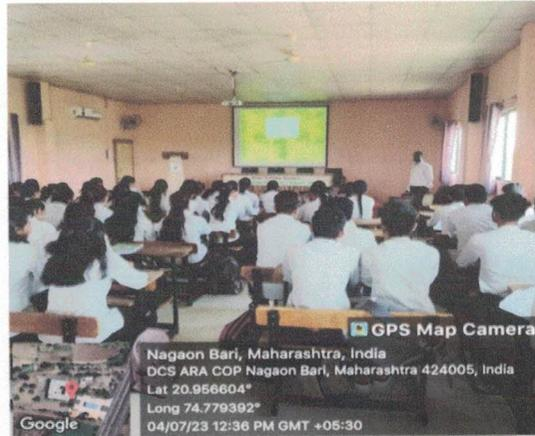 GPS Map Camera
Nagaon Bari, Maharashtra, India
DCS ARA COP Nagaon Bari, Maharashtra 424005, India
Lat 20.956604°
Long 74.779392°
04/07/23 12:36 PM GMT +05:30
Google